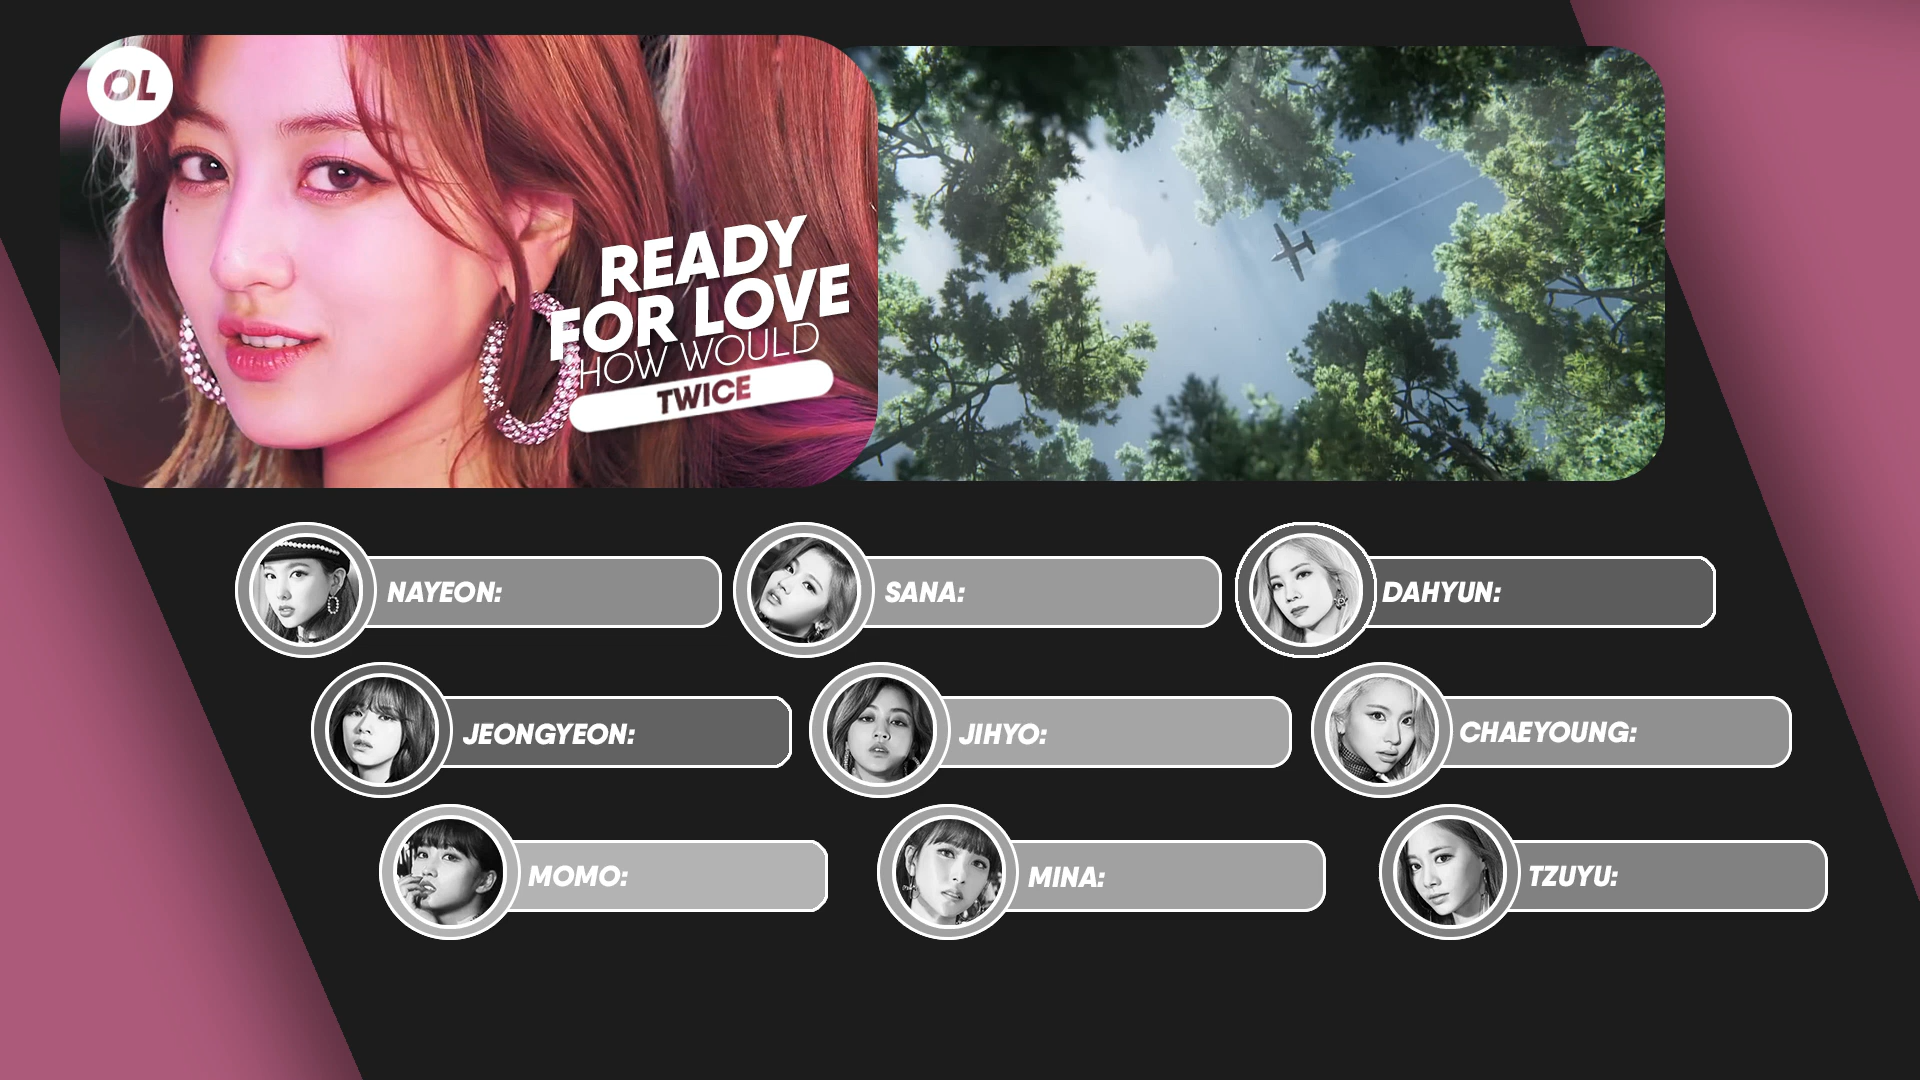 OL
READY
FOR LOVE
HOW WOULD
TWICE
NAYEON:
SANA:
DAHYUN:
JEONGYEON:
JIHYO:
CHAEYOUNG:
MOMO:
MINA:
TZUYU: